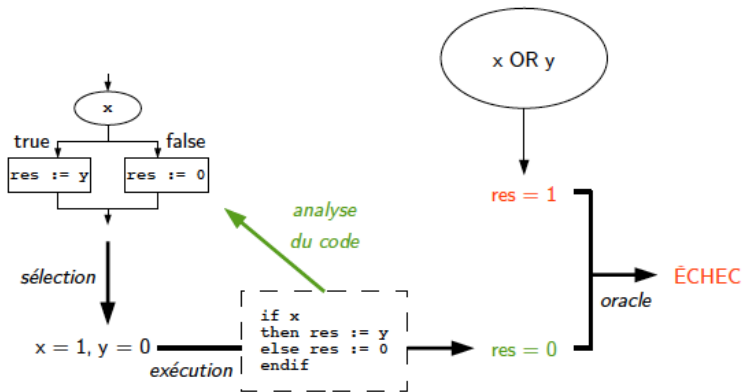 x OR y
x
true
false
res := y
res := 0
res = 1
analyse
du code
sélection
ÉCHEC
oracle
if x
then res := y
else res := 0
endif
x = 1, y = 0
exécution
res = 0